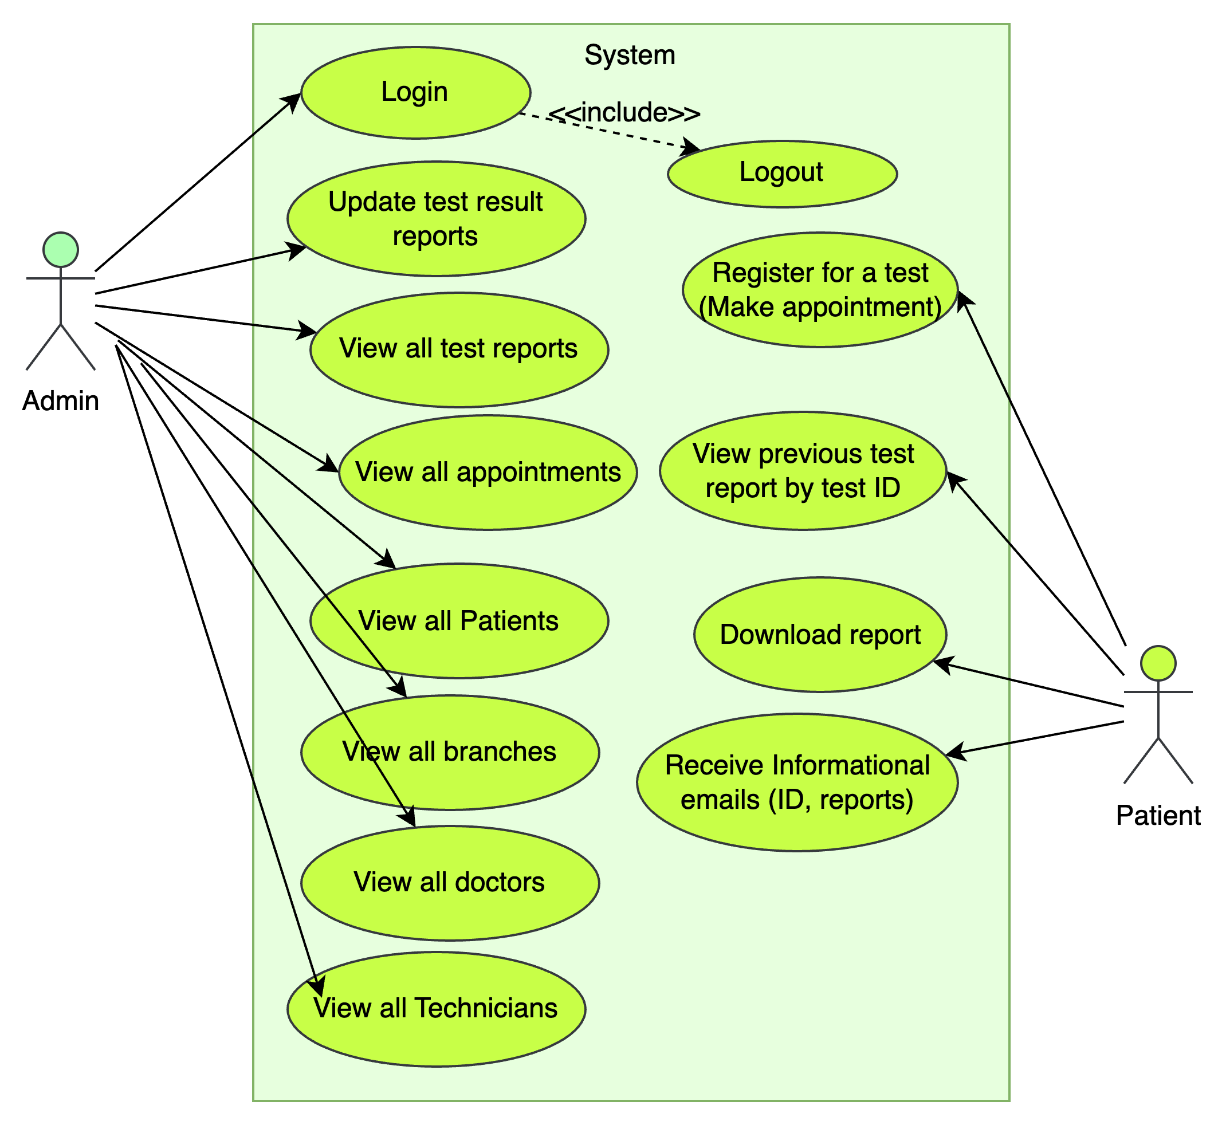 System
Login
<<include>>
Logout
Update test result
reports
Register for a test
(Make appointment)
View all test reports
Admin
View all appointments
View previous test
report by test ID
View all Patients
Download report
View all branches
Receive Informational
emails (ID, reports)
Patient
View all doctors
View all Technicians